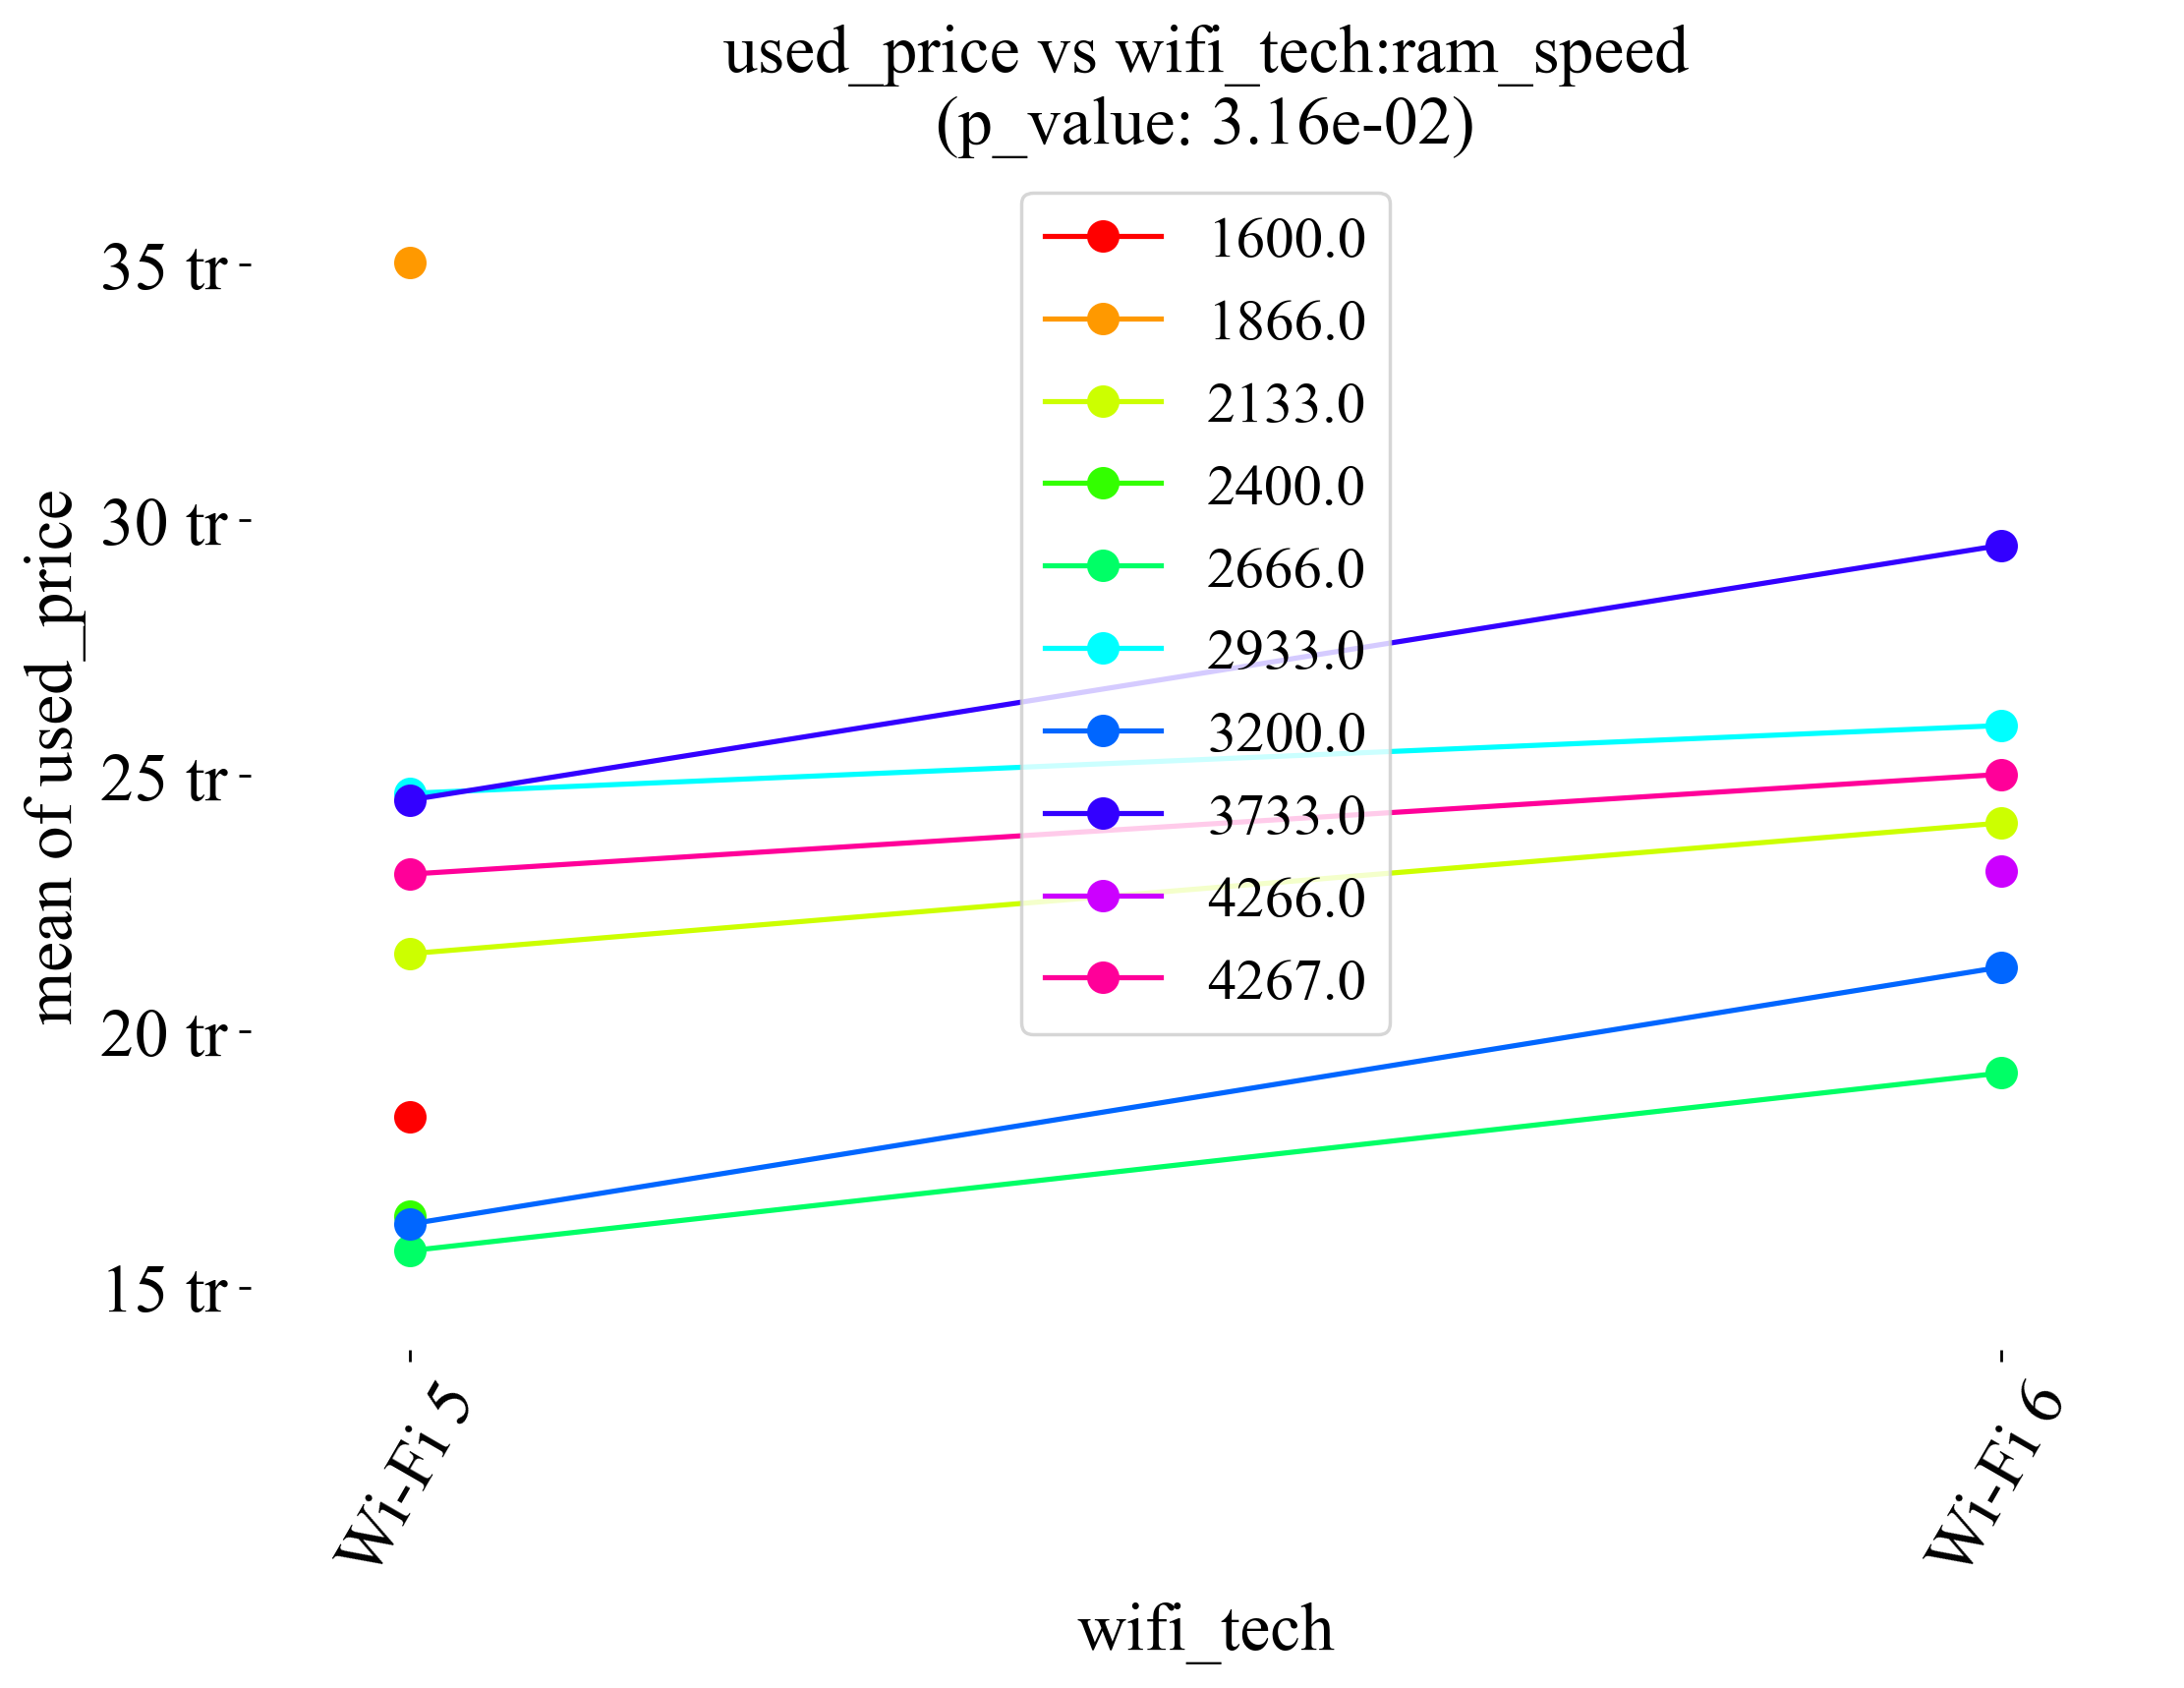 used_price vs wifi_tech:ram_speed
(p_value: 3.16e-02)
1600.0
1866.0
2133.0
2400.0
2666.0
2933.0
3200.0
3733.0
4266.0
4267.0
mean of used_price
35 tr
30 tr
25 tr
20 tr
15 tr
Wi-Fi 5
Wi-Fi 6
wifi_tech